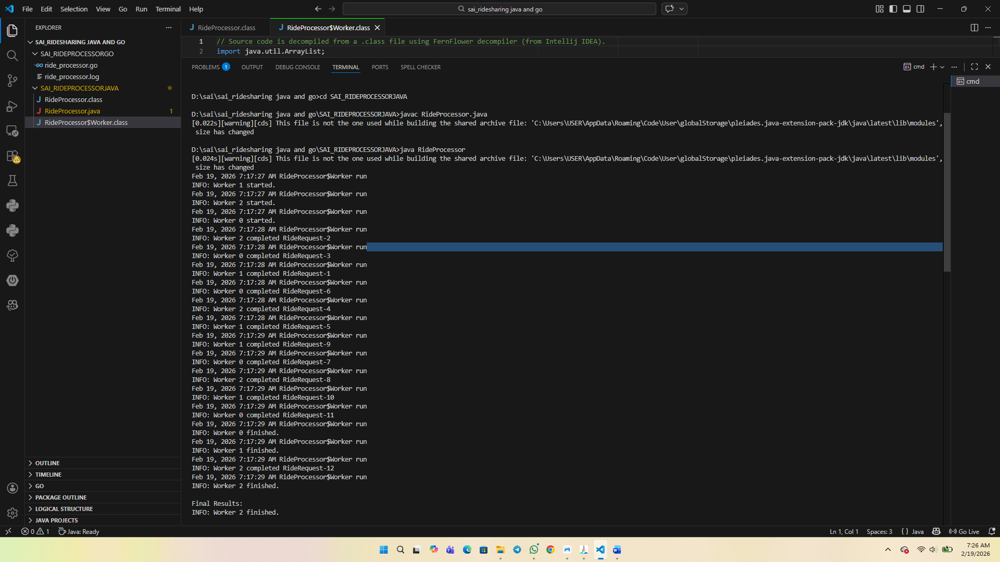 File Edit Selection View Go Run Terminal Help
sai_ridesharing java and go
EXPLORER
SAI_RIDESHARING JAVA AND GO
SAI_RIDEPROCESSORGO
ride_processor.go
ride_processor.log
SAI_RIDEPROCESSORJAVA
RideProcessor.class
RideProcessor.java 1
RideProcessor$Worker.class
OUTLINE
TIMELINE
GO
PACKAGE OUTLINE
LOGICAL STRUCTURE
JAVA PROJECTS
RideProcessor.class RideProcessor$Worker.class
1 // Source code is decompiled from a .class file using FernFlower decompiler (from Intellij IDEA).
2 import java.util.ArrayList;
PROBLEMS 1 OUTPUT DEBUG CONSOLE TERMINAL PORTS SPELL CHECKER
cmd
cmd
D:\sai\sai_ridesharing java and go>cd SAI_RIDEPROCESSORJAVA
D:\sai\sai_ridesharing java and go\SAI_RIDEPROCESSORJAVA>javac RideProcessor.java
[0.022s][warning][cds] This file is not the one used while building the shared archive file: 'C:\Users\USER\AppData\Roaming\Code\User\globalStorage\pleiades.java-extension-pack-jdk\java\latest\lib\modules',
size has changed
D:\sai\sai_ridesharing java and go\SAI_RIDEPROCESSORJAVA>java RideProcessor
[0.024s][warning][cds] This file is not the one used while building the shared archive file: 'C:\Users\USER\AppData\Roaming\Code\User\globalStorage\pleiades.java-extension-pack-jdk\java\latest\lib\modules',
size has changed
Feb 19, 2026 7:17:27 AM RideProcessor$Worker run
INFO: Worker 1 started.
Feb 19, 2026 7:17:27 AM RideProcessor$Worker run
INFO: Worker 2 started.
Feb 19, 2026 7:17:27 AM RideProcessor$Worker run
INFO: Worker 0 started.
Feb 19, 2026 7:17:28 AM RideProcessor$Worker run
INFO: Worker 2 completed RideRequest-2
Feb 19, 2026 7:17:28 AM RideProcessor$Worker run
INFO: Worker 0 completed RideRequest-3
Feb 19, 2026 7:17:28 AM RideProcessor$Worker run
INFO: Worker 1 completed RideRequest-1
Feb 19, 2026 7:17:28 AM RideProcessor$Worker run
INFO: Worker 0 completed RideRequest-6
Feb 19, 2026 7:17:28 AM RideProcessor$Worker run
INFO: Worker 2 completed RideRequest-4
Feb 19, 2026 7:17:28 AM RideProcessor$Worker run
INFO: Worker 1 completed RideRequest-5
Feb 19, 2026 7:17:29 AM RideProcessor$Worker run
INFO: Worker 1 completed RideRequest-9
Feb 19, 2026 7:17:29 AM RideProcessor$Worker run
INFO: Worker 0 completed RideRequest-7
Feb 19, 2026 7:17:29 AM RideProcessor$Worker run
INFO: Worker 2 completed RideRequest-8
Feb 19, 2026 7:17:29 AM RideProcessor$Worker run
INFO: Worker 1 completed RideRequest-10
Feb 19, 2026 7:17:29 AM RideProcessor$Worker run
INFO: Worker 0 completed RideRequest-11
Feb 19, 2026 7:17:29 AM RideProcessor$Worker run
INFO: Worker 0 finished.
Feb 19, 2026 7:17:29 AM RideProcessor$Worker run
INFO: Worker 1 finished.
Feb 19, 2026 7:17:29 AM RideProcessor$Worker run
INFO: Worker 2 completed RideRequest-12
Feb 19, 2026 7:17:29 AM RideProcessor$Worker run
INFO: Worker 2 finished.
Final Results:
INFO: Worker 2 finished.
0 1 Java: Ready Ln 1, Col 1 Spaces: 3 { } Java Go Live
7:26 AM
2/19/2026